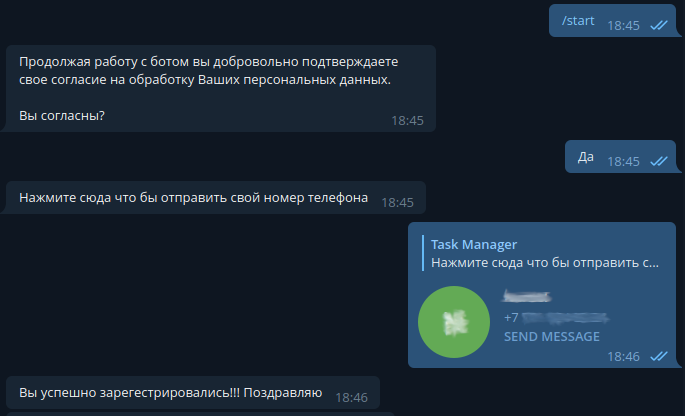 /start 18:45
Продолжая работу с ботом вы добровольно подтверждаете
свое согласие на обработку Ваших персональных данных.
Вы согласны? 18:45
Да 18:45
Нажмите сюда что бы отправить свой номер телефона 18:45
Task Manager
Нажмите сюда что бы отправить с...
+7
SEND MESSAGE
18:46
Вы успешно зарегестрировались!!! Поздравляю 18:46